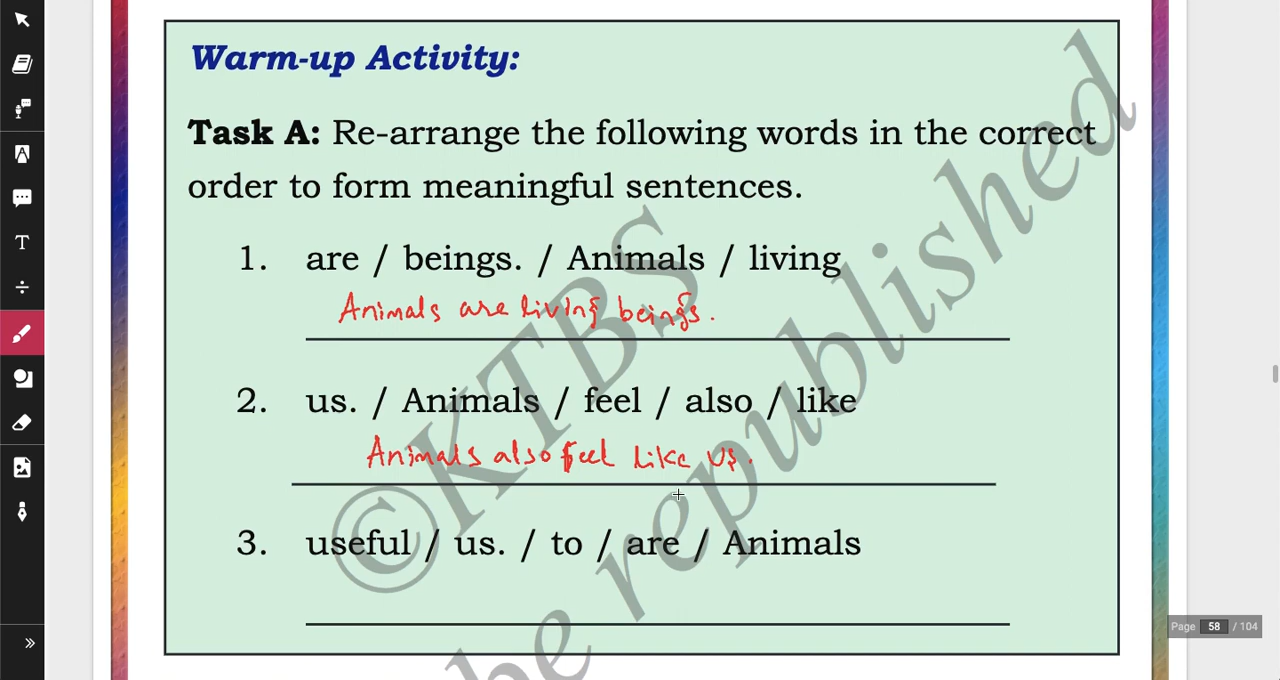 Warm-up Activity:
Task A: Re-arrange the following words in the correct
order to form meaningful sentences.
1. are / beings. / Animals / living
Animals are living beings.
2. us. / Animals / feel / also / like
Animals also feel like us.
3. useful / us. / to / are / Animals
©KTBS
be republished
Page 58 / 104